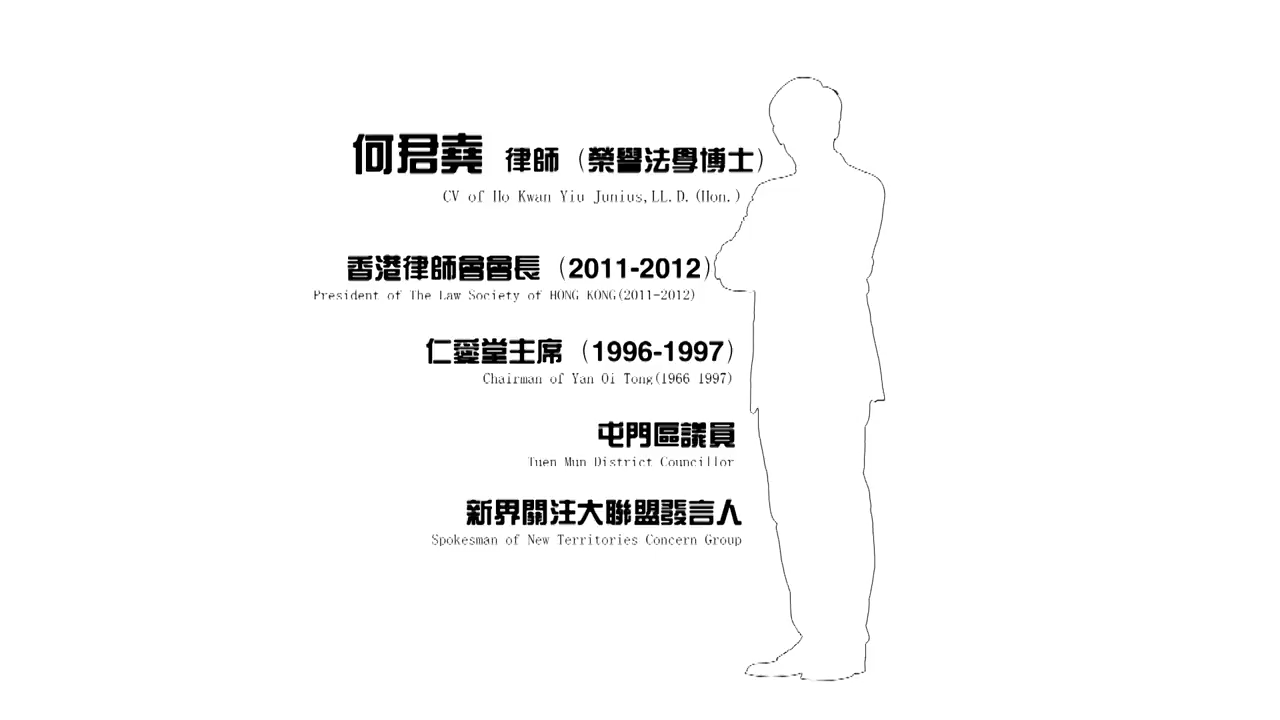 何君堯 律師（榮譽法學博士）
CV of Ho Kwan Yiu Junius,LL.D.(Hon.)
香港律師會會長（2011-2012）
President of The Law Society of HONG KONG(2011-2012)
仁愛堂主席（1996-1997）
Chairman of Yan Oi Tong(1966 1997)
屯門區議員
Tuen Mun District Councillor
新界關注大聯盟發言人
Spokesman of New Territories Concern Group